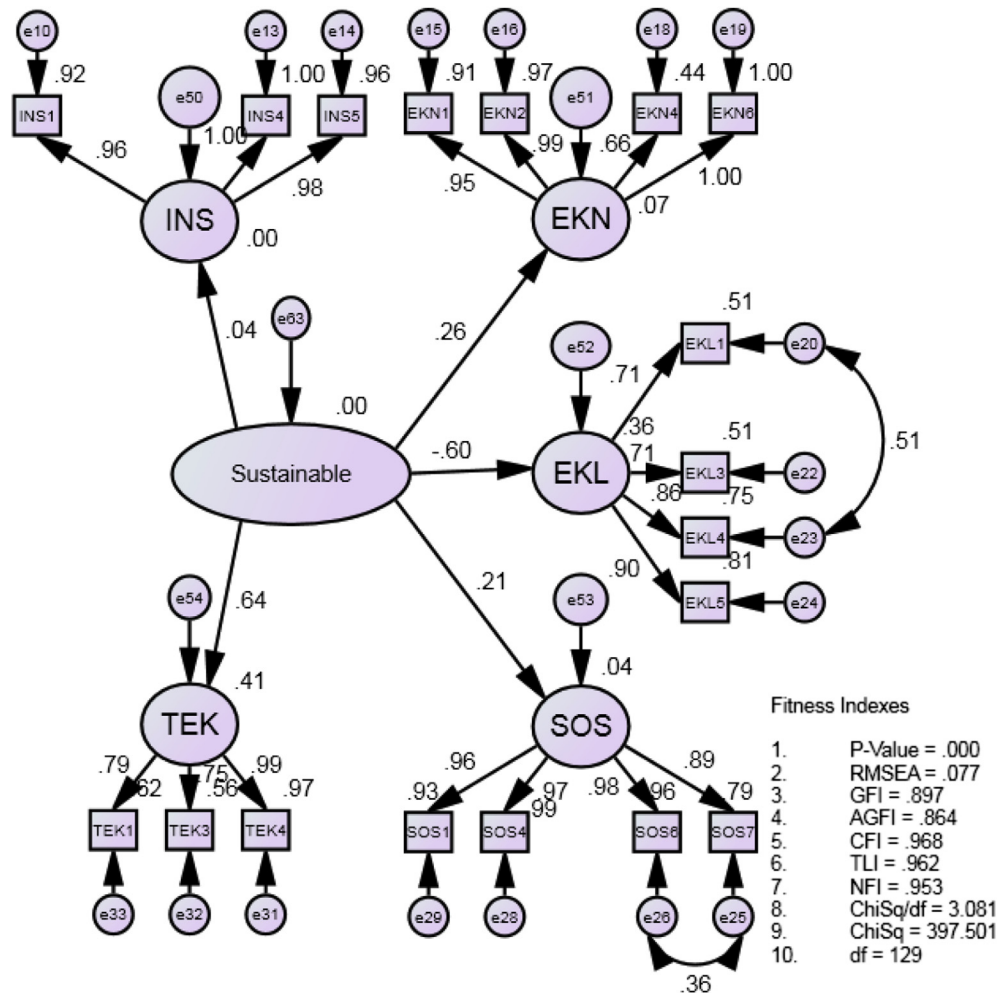 e10 e13 e14 e15 e16 e18 e19
.92 1.00 .96 .91 .97 .44 1.00
e50 e51
INS1 INS4 INS5 EKN1 EKN2 EKN4 EKN6
1.00 .99 .66
.96 .98 .95 1.00
INS EKN .07
.00
.51
e63 e52 EKL1 e20
.04 .26 .71
.00 .36 .51 .51
-.60 .71
Sustainable EKL EKL3 e22
.86 .75
EKL4 e23
.81
.90
e54 .21 e53 EKL5 e24
.64
.41 .04
TEK SOS
Fitness Indexes
1. P-Value = .000
2. RMSEA = .077
3. GFI = .897
4. AGFI = .864
5. CFI = .968
6. TLI = .962
7. NFI = .953
8. ChiSq/df = 3.081
9. ChiSq = 397.501
10. df = 129
.79 .62 .75 .56 .99 .97 .96 .93 .97 .99 .98 .96 .89 .79
TEK1 TEK3 TEK4 SOS1 SOS4 SOS6 SOS7
e33 e32 e31 e29 e28 e26 e25
.36